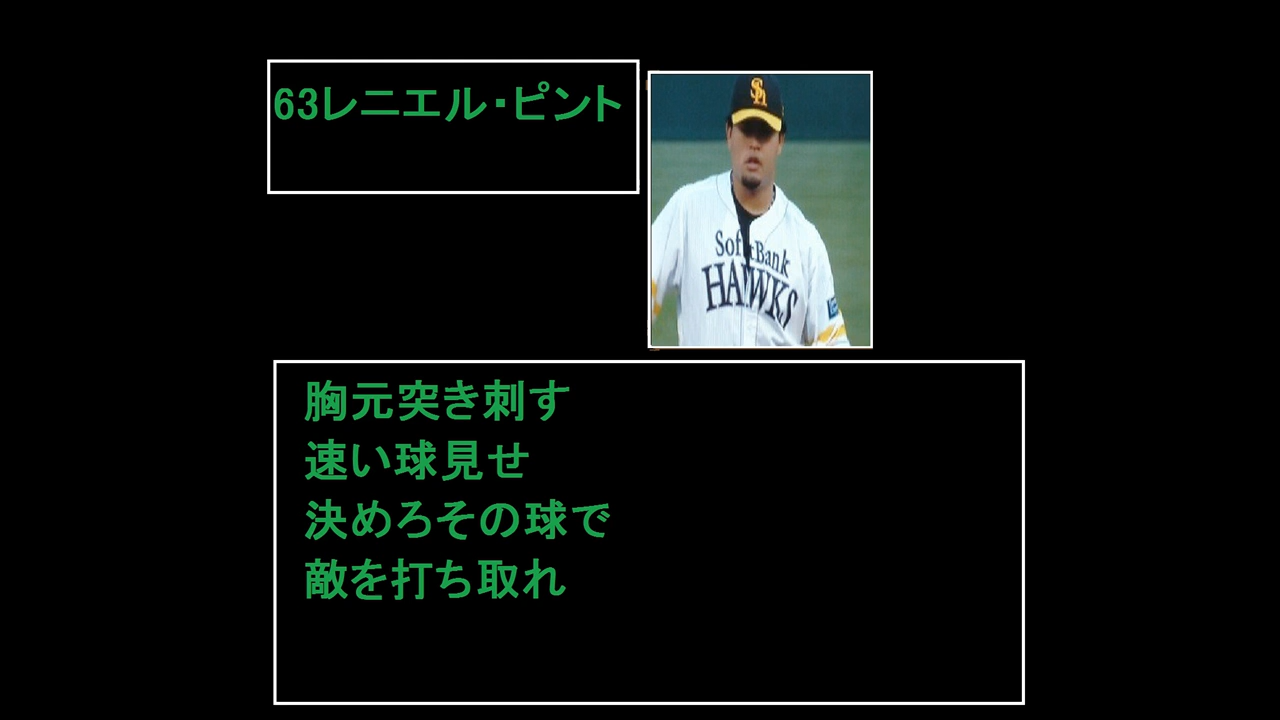 63レニエル・ピント
SH
SoftBank
HAWKS
胸元突き刺す
速い球見せ
決めろその球で
敵を打ち取れ